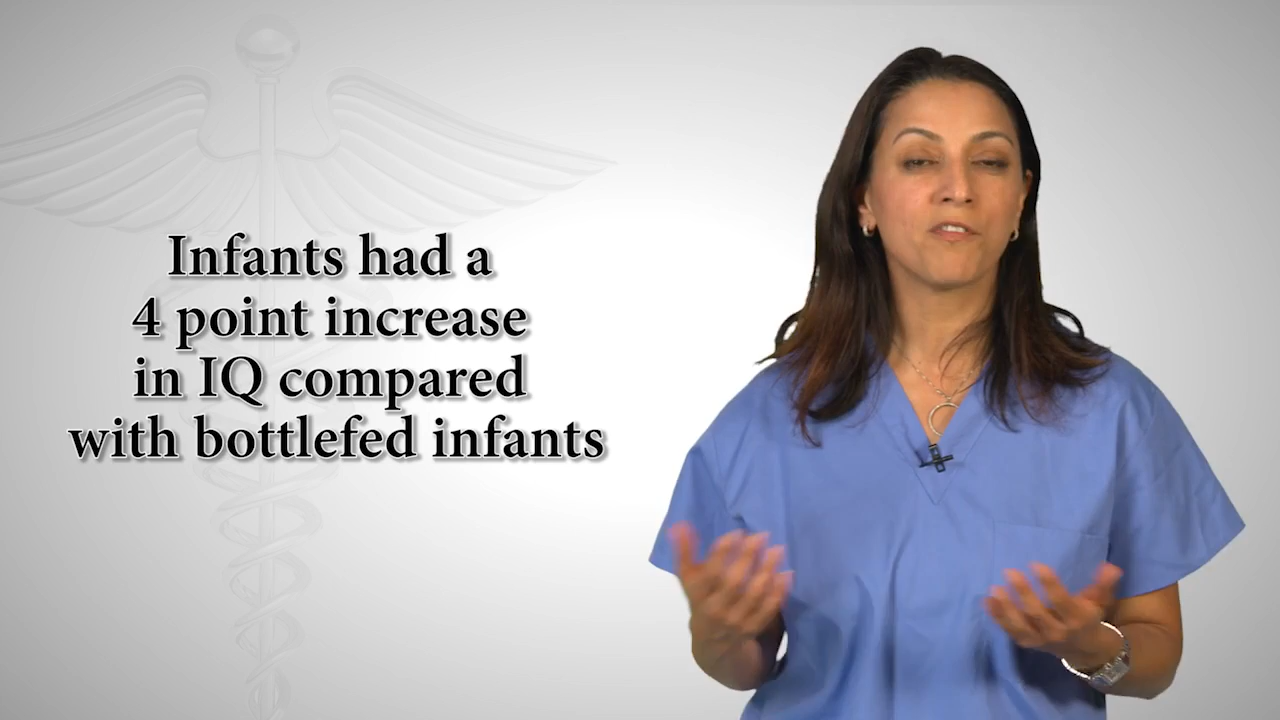 Infants had a
4 point increase
in IQ compared
with bottlefed infants